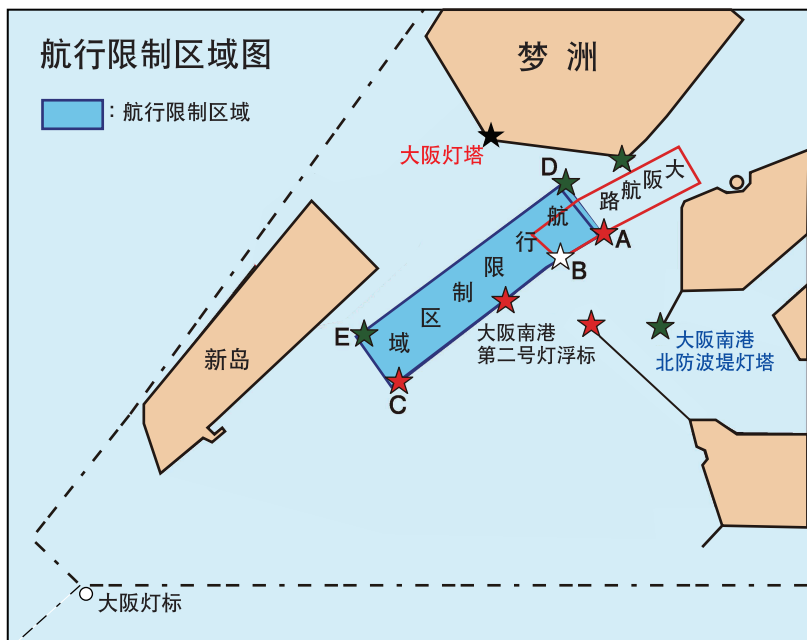 航行限制区域图
：航行限制区域
梦洲
大阪灯塔
D
大阪航路
A
B
航行限制区域
E
C
新岛
大阪南港
第二号灯浮标
大阪南港
北防波堤灯塔
大阪灯标